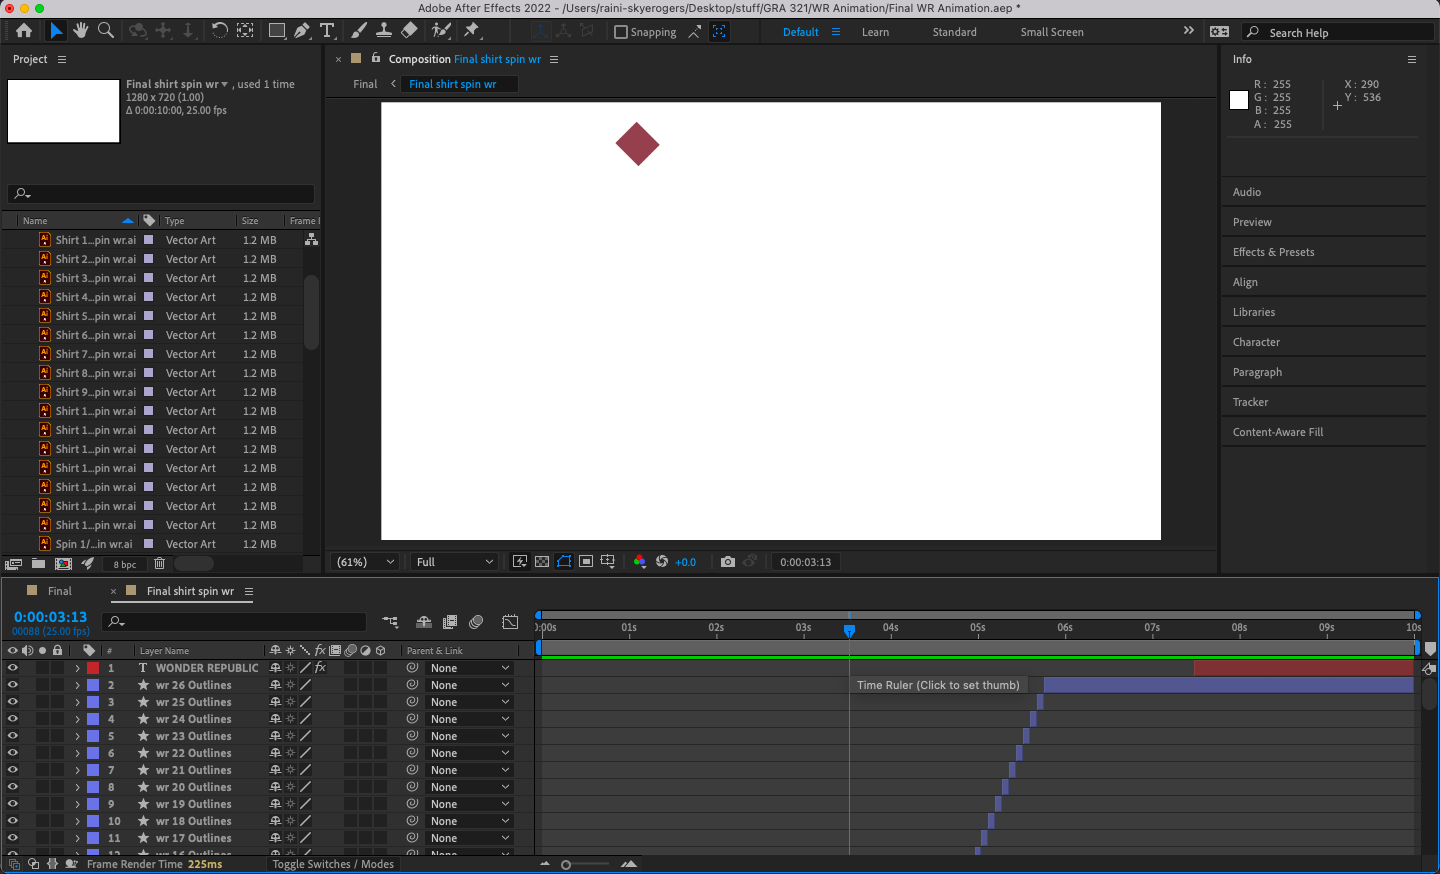 Adobe After Effects 2022 - /Users/raini-skyerogers/Desktop/stuff/GRA 321/WR Animation/Final WR Animation.aep *
Snapping
Default
Learn
Standard
Small Screen
Search Help
Project
Final shirt spin wr , used 1 time
1280 x 720 (1.00)
Δ 0:00:10:00, 25.00 fps
Name
Type
Size
Frame
Shirt 1...pin wr.ai Vector Art 1.2 MB
Shirt 2...pin wr.ai Vector Art 1.2 MB
Shirt 3...pin wr.ai Vector Art 1.2 MB
Shirt 4...pin wr.ai Vector Art 1.2 MB
Shirt 5...pin wr.ai Vector Art 1.2 MB
Shirt 6...pin wr.ai Vector Art 1.2 MB
Shirt 7...pin wr.ai Vector Art 1.2 MB
Shirt 8...pin wr.ai Vector Art 1.2 MB
Shirt 9...pin wr.ai Vector Art 1.2 MB
Shirt 1...pin wr.ai Vector Art 1.2 MB
Shirt 1...pin wr.ai Vector Art 1.2 MB
Shirt 1...pin wr.ai Vector Art 1.2 MB
Shirt 1...pin wr.ai Vector Art 1.2 MB
Shirt 1...pin wr.ai Vector Art 1.2 MB
Shirt 1...pin wr.ai Vector Art 1.2 MB
Shirt 1...pin wr.ai Vector Art 1.2 MB
Spin 1/...in wr.ai Vector Art 1.2 MB
8 bpc
Composition Final shirt spin wr
Final < Final shirt spin wr
(61%)
Full
+0.0
0:00:03:13
Info
R : 255
G : 255
B : 255
A : 255
X : 290
Y : 536
Audio
Preview
Effects & Presets
Align
Libraries
Character
Paragraph
Tracker
Content-Aware Fill
Final
Final shirt spin wr
0:00:03:13
00088 (25.00 fps)
# Layer Name
fx
Parent & Link
0:00s 01s 02s 04s 05s 06s 07s 08s 09s 10s
1 T WONDER REPUBLIC fx None
2 wr 26 Outlines None
3 wr 25 Outlines None
4 wr 24 Outlines None
5 wr 23 Outlines None
6 wr 22 Outlines None
7 wr 21 Outlines None
8 wr 20 Outlines None
9 wr 19 Outlines None
10 wr 18 Outlines None
11 wr 17 Outlines None
12 wr 16 Outlines None
Time Ruler (Click to set thumb)
Frame Render Time 225ms
Toggle Switches / Modes